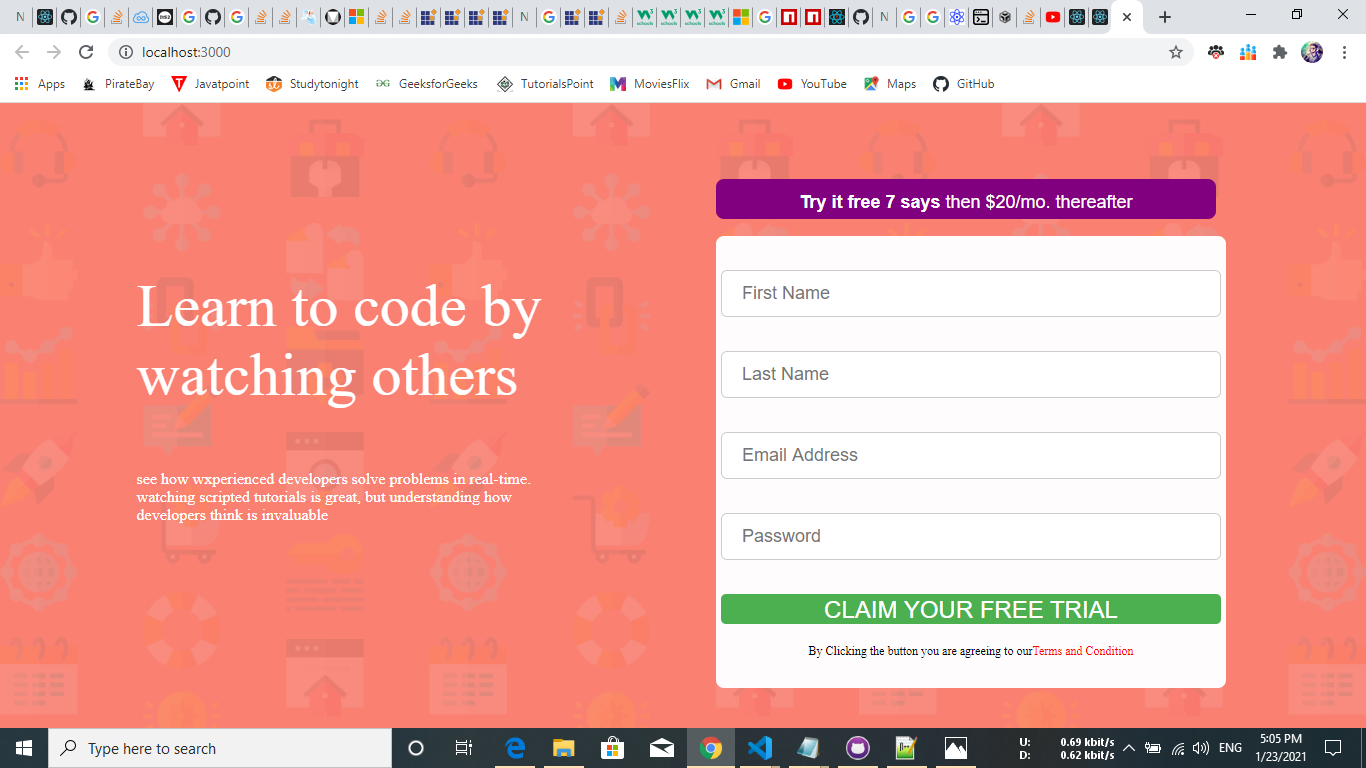 localhost:3000
Apps PirateBay Javatpoint Studytonight GeeksforGeeks TutorialsPoint MoviesFlix Gmail YouTube Maps GitHub
Try it free 7 says then $20/mo. thereafter
Learn to code by
watching others
see how wxperienced developers solve problems in real-time.
watching scripted tutorials is great, but understanding how
developers think is invaluable
First Name
Last Name
Email Address
Password
CLAIM YOUR FREE TRIAL
By Clicking the button you are agreeing to ourTerms and Condition
Type here to search
U: 0.69 kbit/s
D: 0.62 kbit/s
ENG
5:05 PM
1/23/2021